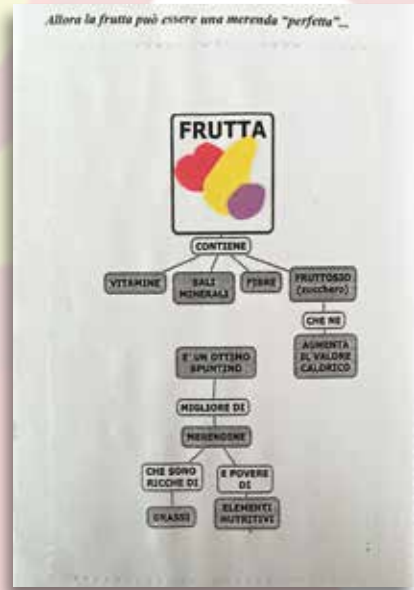 Allora la frutta può essere una merenda "perfetta"...
FRUTTA
CONTIENE
VITAMINE
SALI
MINERALI
FIBRE
FRUTTOSIO
(zucchero)
CHE NE
AUMENTA
IL VALORE
CALORICO
E' UN OTTIMO
SPUNTINO
MIGLIORE DI
MERENDINE
CHE SONO
RICCHE DI
GRASSI
E POVERE
DI
ELEMENTI
NUTRITIVI